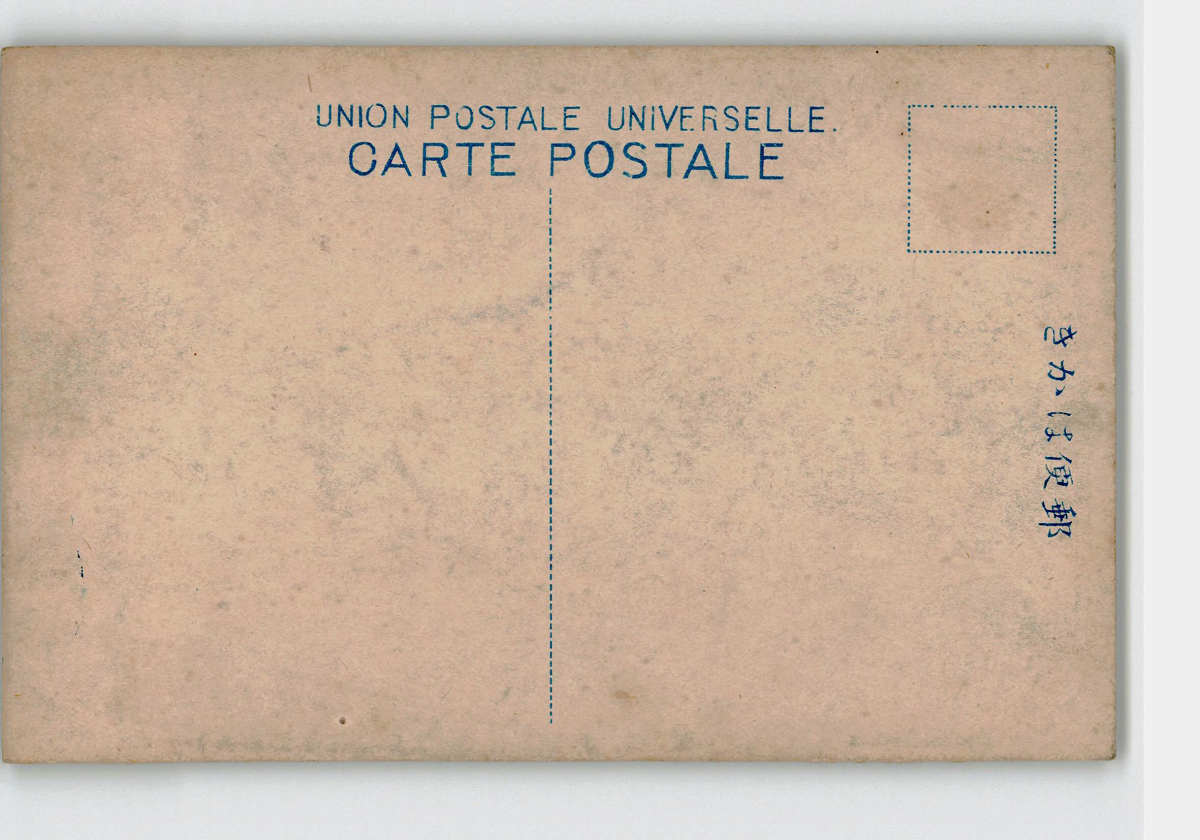 UNION POSTALE UNIVERSELLE.
CARTE POSTALE
郵便はかき